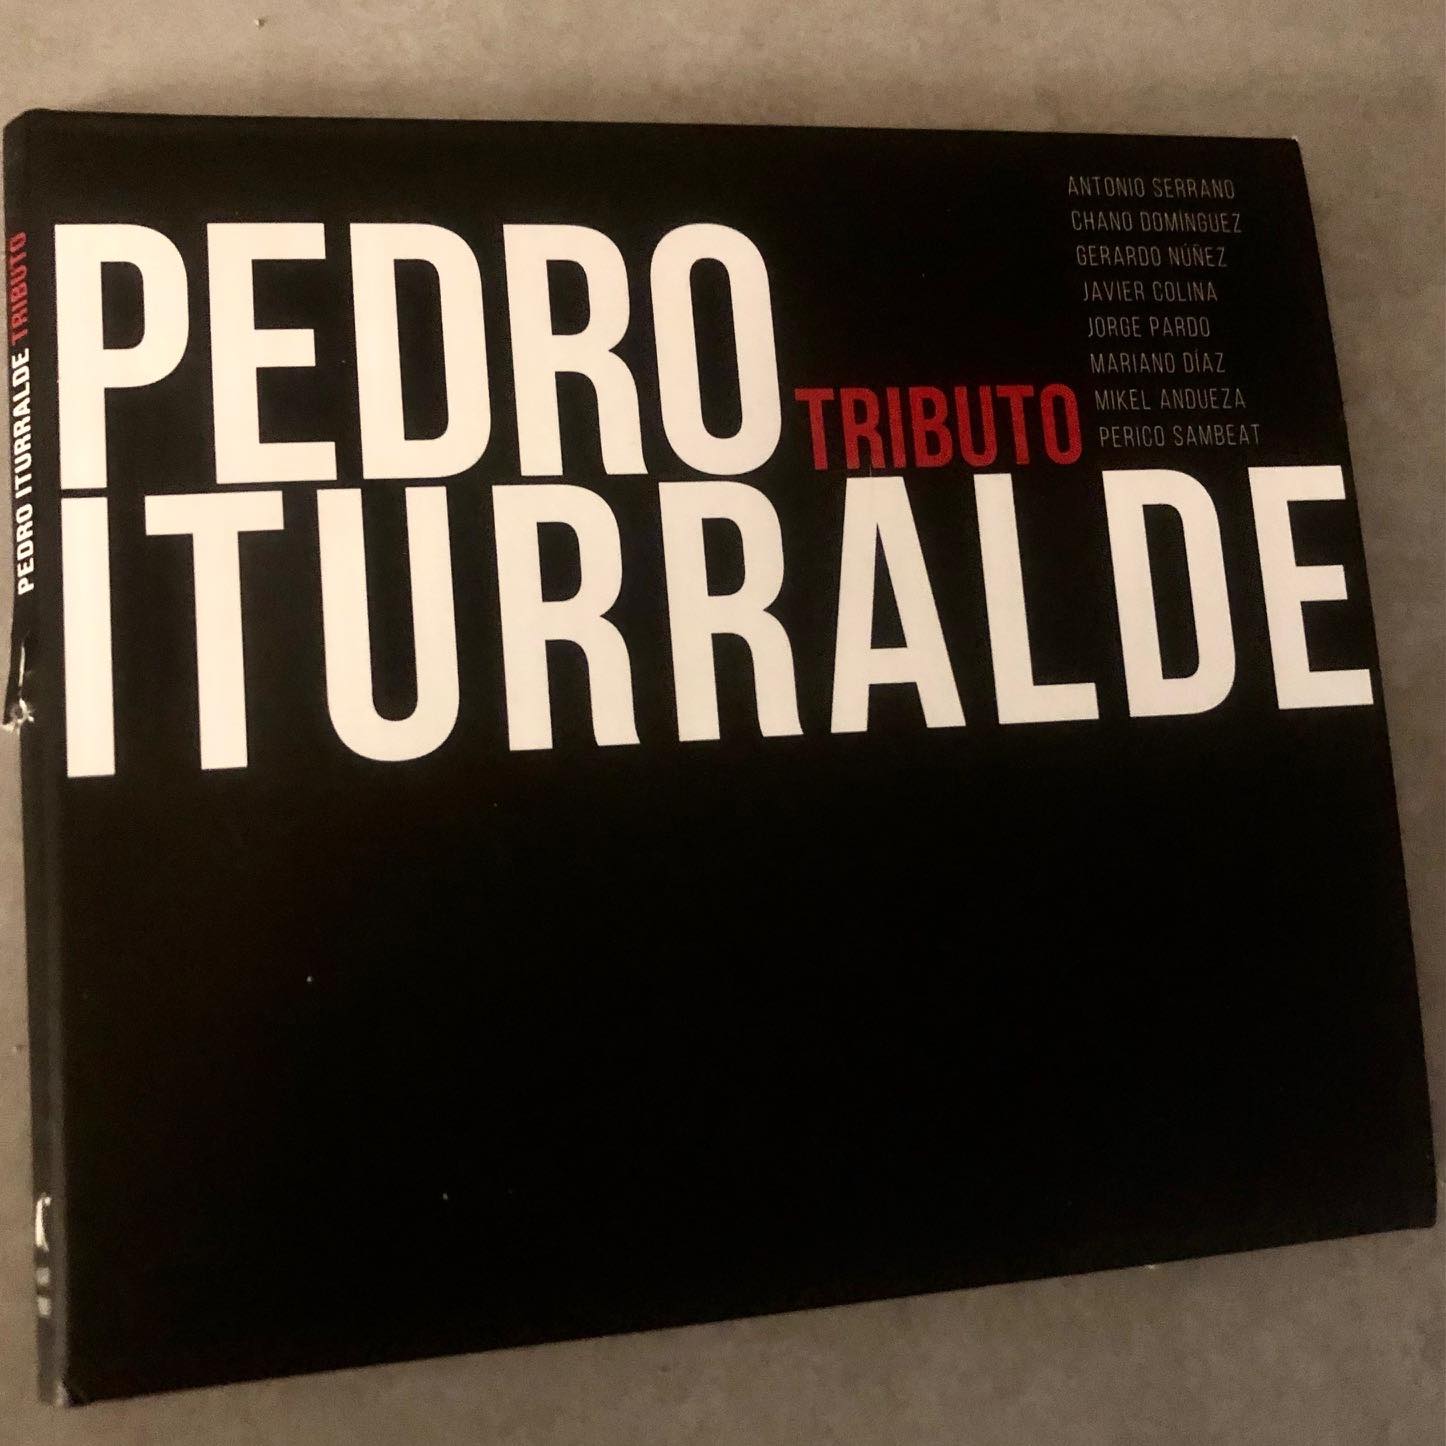 PEDRO ITURRALDE TRIBUTO
PEDRO
TRIBUTO
ITURRALDE
ANTONIO SERRANO
CHANO DOMÍNGUEZ
GERARDO NÚÑEZ
JAVIER COLINA
JORGE PARDO
MARIANO DÍAZ
MIKEL ANDUEZA
PERICO SAMBEAT